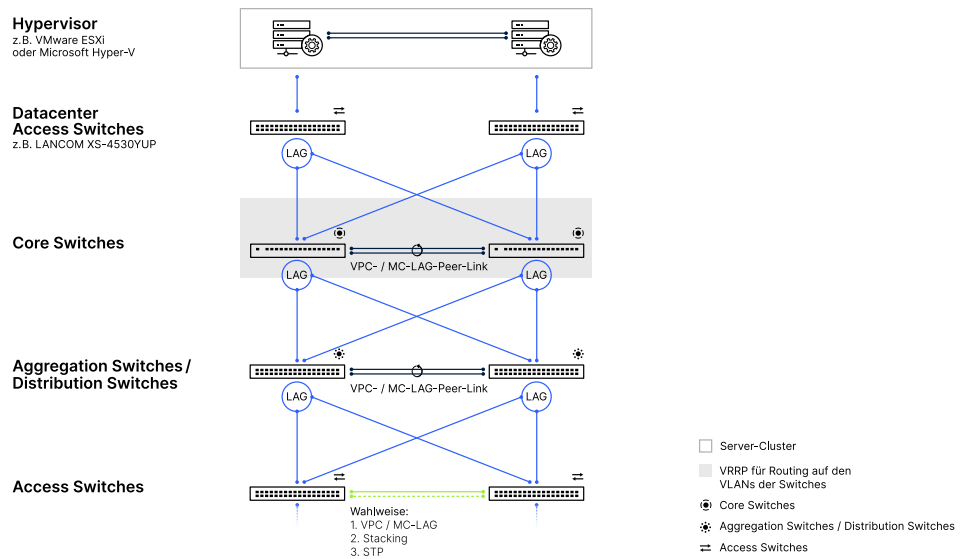 Hypervisor
z.B. VMware ESXi
oder Microsoft Hyper-V
Datacenter
Access Switches
z.B. LANCOM XS-4530YUP
LAG
LAG
Core Switches
VPC- / MC-LAG-Peer-Link
LAG
LAG
Aggregation Switches /
Distribution Switches
VPC- / MC-LAG-Peer-Link
LAG
LAG
Access Switches
Wahlweise:
1. VPC / MC-LAG
2. Stacking
3. STP
Server-Cluster
VRRP für Routing auf den
VLANs der Switches
Core Switches
Aggregation Switches / Distribution Switches
Access Switches